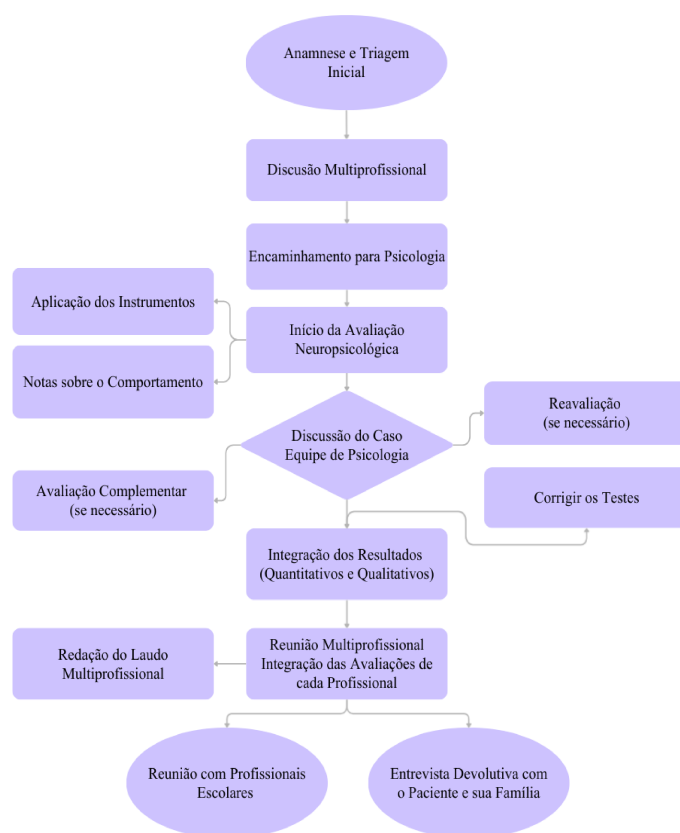 Anamnese e Triagem
Inicial
Discusão Multiprofissional
Encaminhamento para Psicologia
Aplicação dos Instrumentos
Início da Avaliação
Neuropsicológica
Notas sobre o Comportamento
Discussão do Caso
Equipe de Psicologia
Reavaliação
(se necessário)
Avaliação Complementar
(se necessário)
Corrigir os Testes
Integração dos Resultados
(Quantitativos e Qualitativos)
Redação do Laudo
Multiprofissional
Reunião Multiprofissional
Integração das Avaliações de
cada Profissional
Reunião com Profissionais
Escolares
Entrevista Devolutiva com
o Paciente e sua Família